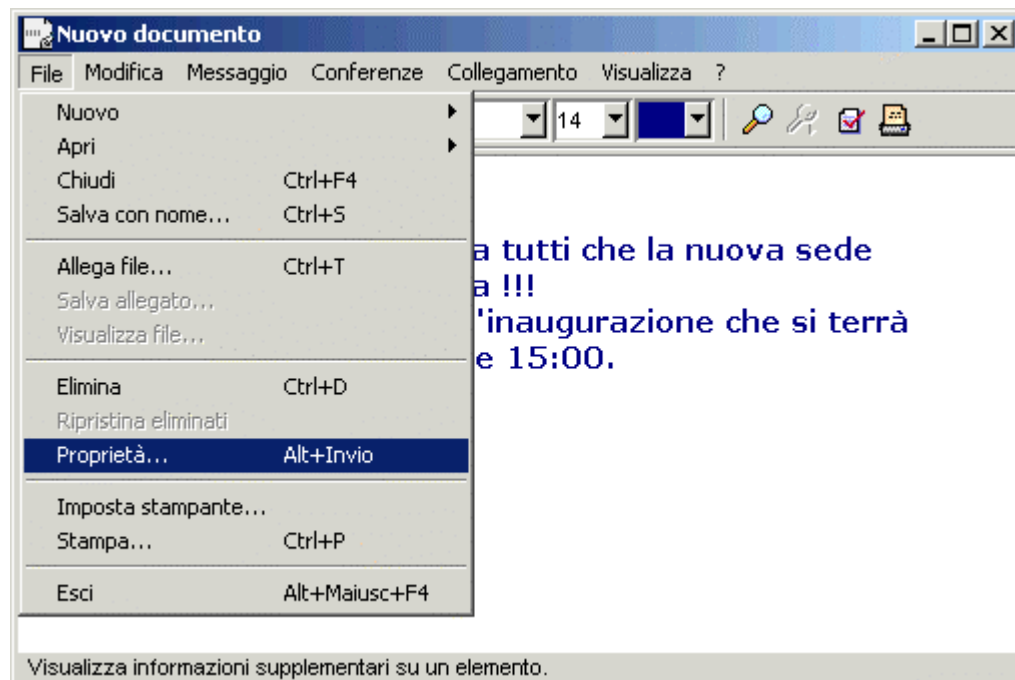 Nuovo documento
File Modifica Messaggio Conferenze Collegamento Visualizza ?
14
Nuovo
Apri
Chiudi Ctrl+F4
Salva con nome... Ctrl+S
Allega file... Ctrl+T
Salva allegato...
Visualizza file...
Elimina Ctrl+D
Ripristina eliminati
Proprietà... Alt+Invio
Imposta stampante...
Stampa... Ctrl+P
Esci Alt+Maiusc+F4
a tutti che la nuova sede
a !!!
'inaugurazione che si terrà
e 15:00.
Visualizza informazioni supplementari su un elemento.